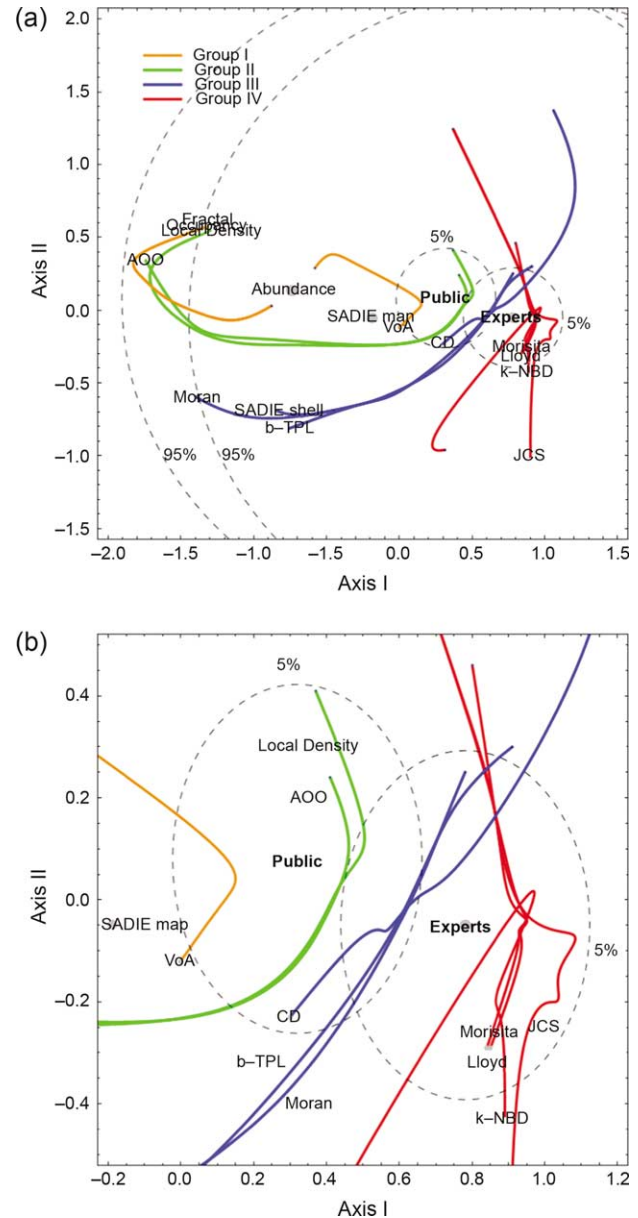 (a)
2.0
Group I
Group II
Group III
Group IV
1.5
1.0
Axis II
0.5
Fractal
Occupancy
Local Density
AOO
5%
Abundance
Public
0.0
SADIE map
VoA
Experts
5%
CD
Morisita
Lloyd
k–NBD
–0.5
Moran
SADIE shell
b–TPL
–1.0
95%
95%
JCS
–1.5
–2.0 –1.5 –1.0 –0.5 0.0 0.5 1.0 1.5
Axis I
(b)
5%
0.4
Local Density
0.2
AOO
Public
Axis II
0.0
SADIE map
Experts
VoA
5%
–0.2
CD
JCS
Morisita
b–TPL
Lloyd
Moran
–0.4
k–NBD
0.0 0.2 0.4 0.6 0.8 1.0 1.2
Axis I